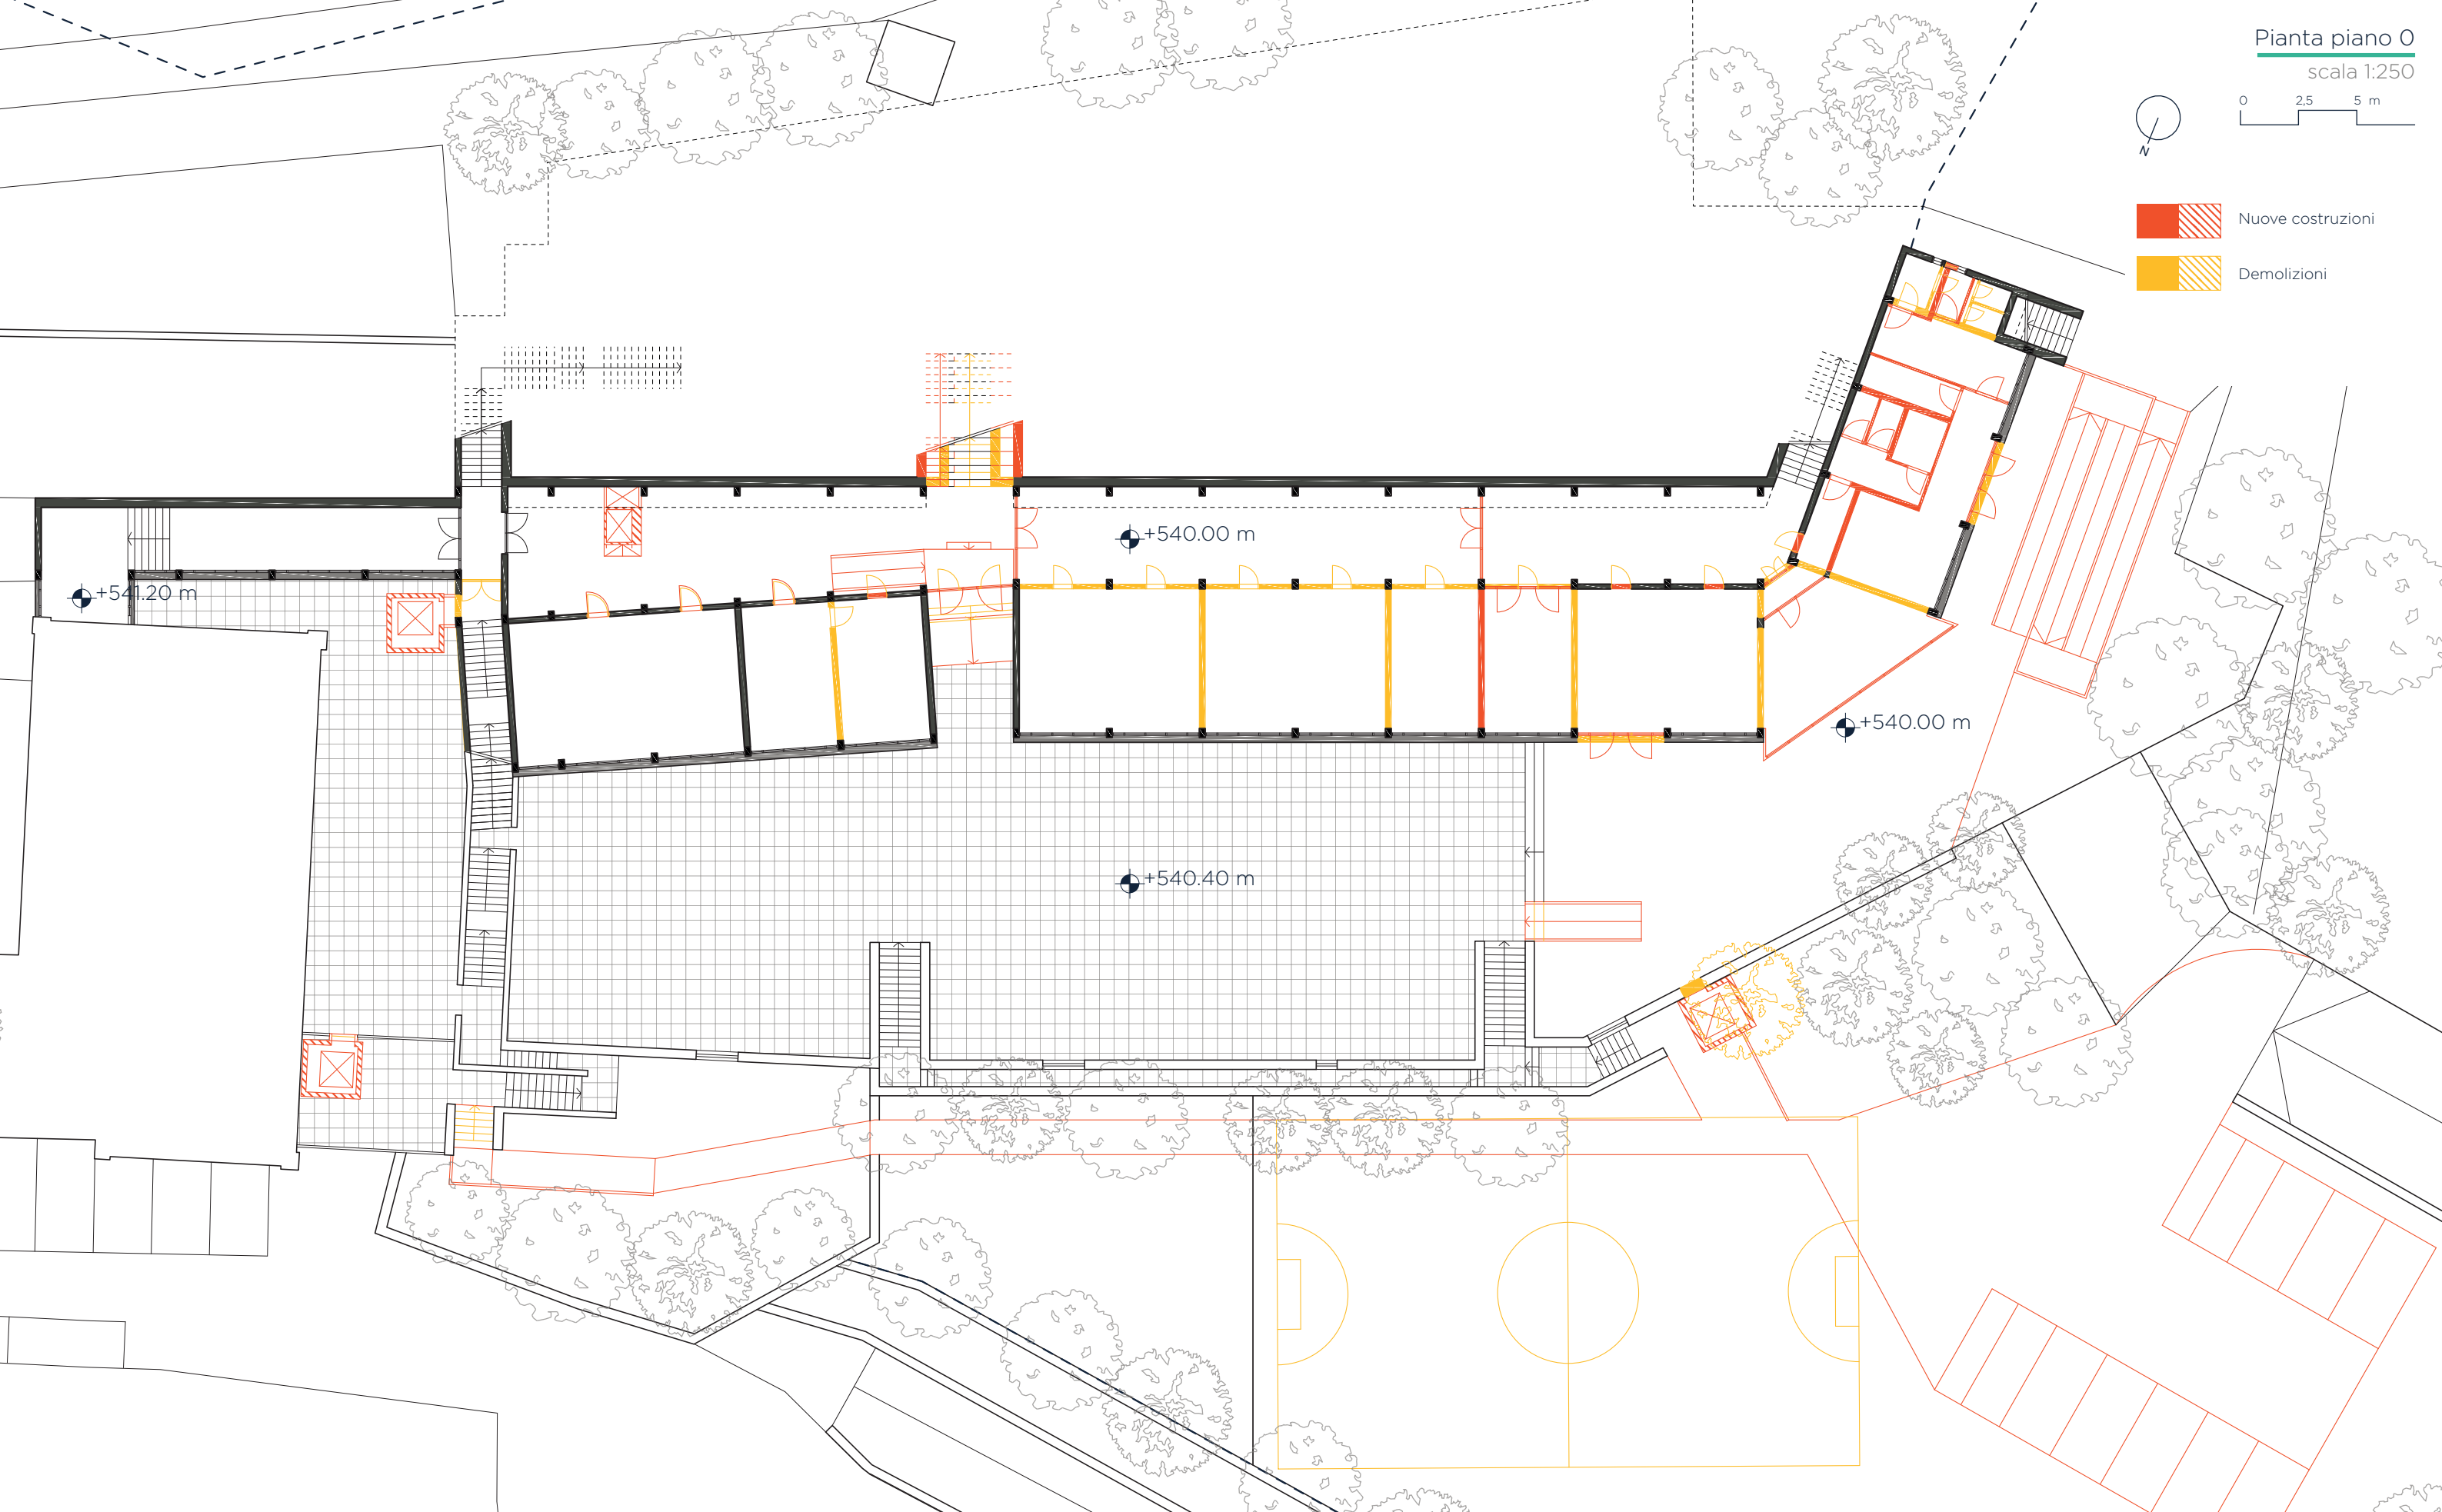 Pianta piano 0
scala 1:250
0 2,5 5 m
N
Nuove costruzioni
Demolizioni
+540.00 m
+541.20 m
+540.00 m
+540.40 m